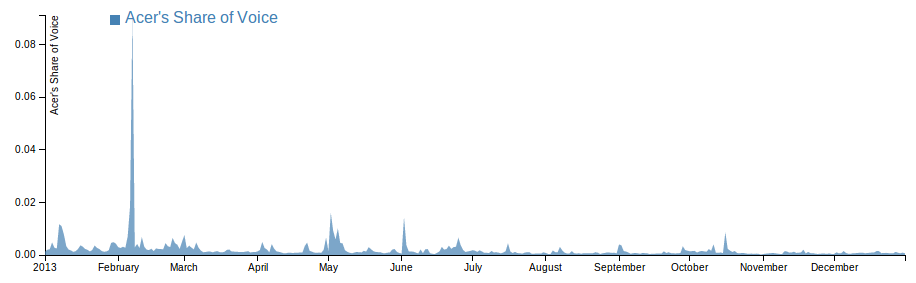 Acer's Share of Voice
Acer's Share of Voice
0.08
0.06
0.04
0.02
0.00
2013 February March April May June July August September October November December